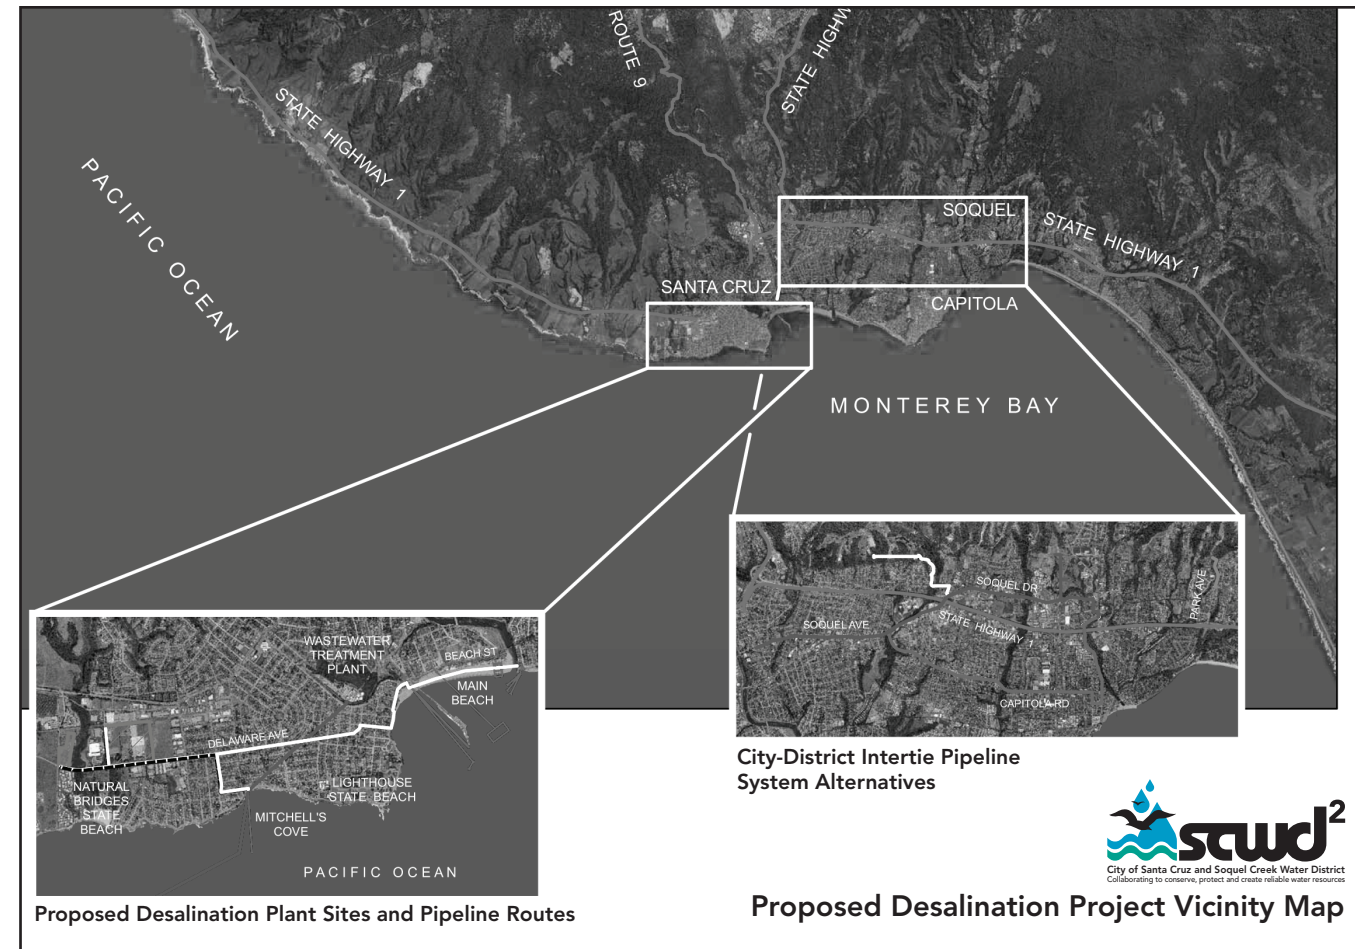 ROUTE 9
STATE HIGHW
STATE HIGHWAY 1
PACIFIC OCEAN
SOQUEL
STATE HIGHWAY 1
SANTA CRUZ
CAPITOLA
MONTEREY BAY
SOQUEL DR
PARK AVE
SOQUEL AVE
STATE HIGHWAY 1
CAPITOLA RD
City-District Intertie Pipeline
System Alternatives
WASTEWATER
TREATMENT
PLANT
BEACH ST
MAIN
BEACH
DELAWARE AVE
NATURAL
BRIDGES
STATE
BEACH
LIGHTHOUSE
STATE BEACH
MITCHELL'S
COVE
PACIFIC OCEAN
Proposed Desalination Plant Sites and Pipeline Routes
scwd2
City of Santa Cruz and Soquel Creek Water District
Collaborating to conserve, protect and create reliable water resources
Proposed Desalination Project Vicinity Map